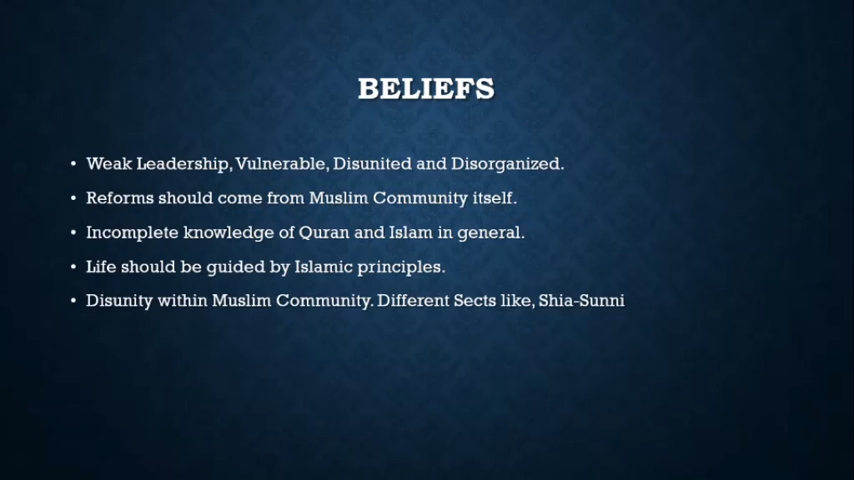 BELIEFS
• Weak Leadership, Vulnerable, Disunited and Disorganized.
• Reforms should come from Muslim Community itself.
• Incomplete knowledge of Quran and Islam in general.
• Life should be guided by Islamic principles.
• Disunity within Muslim Community. Different Sects like, Shia-Sunni